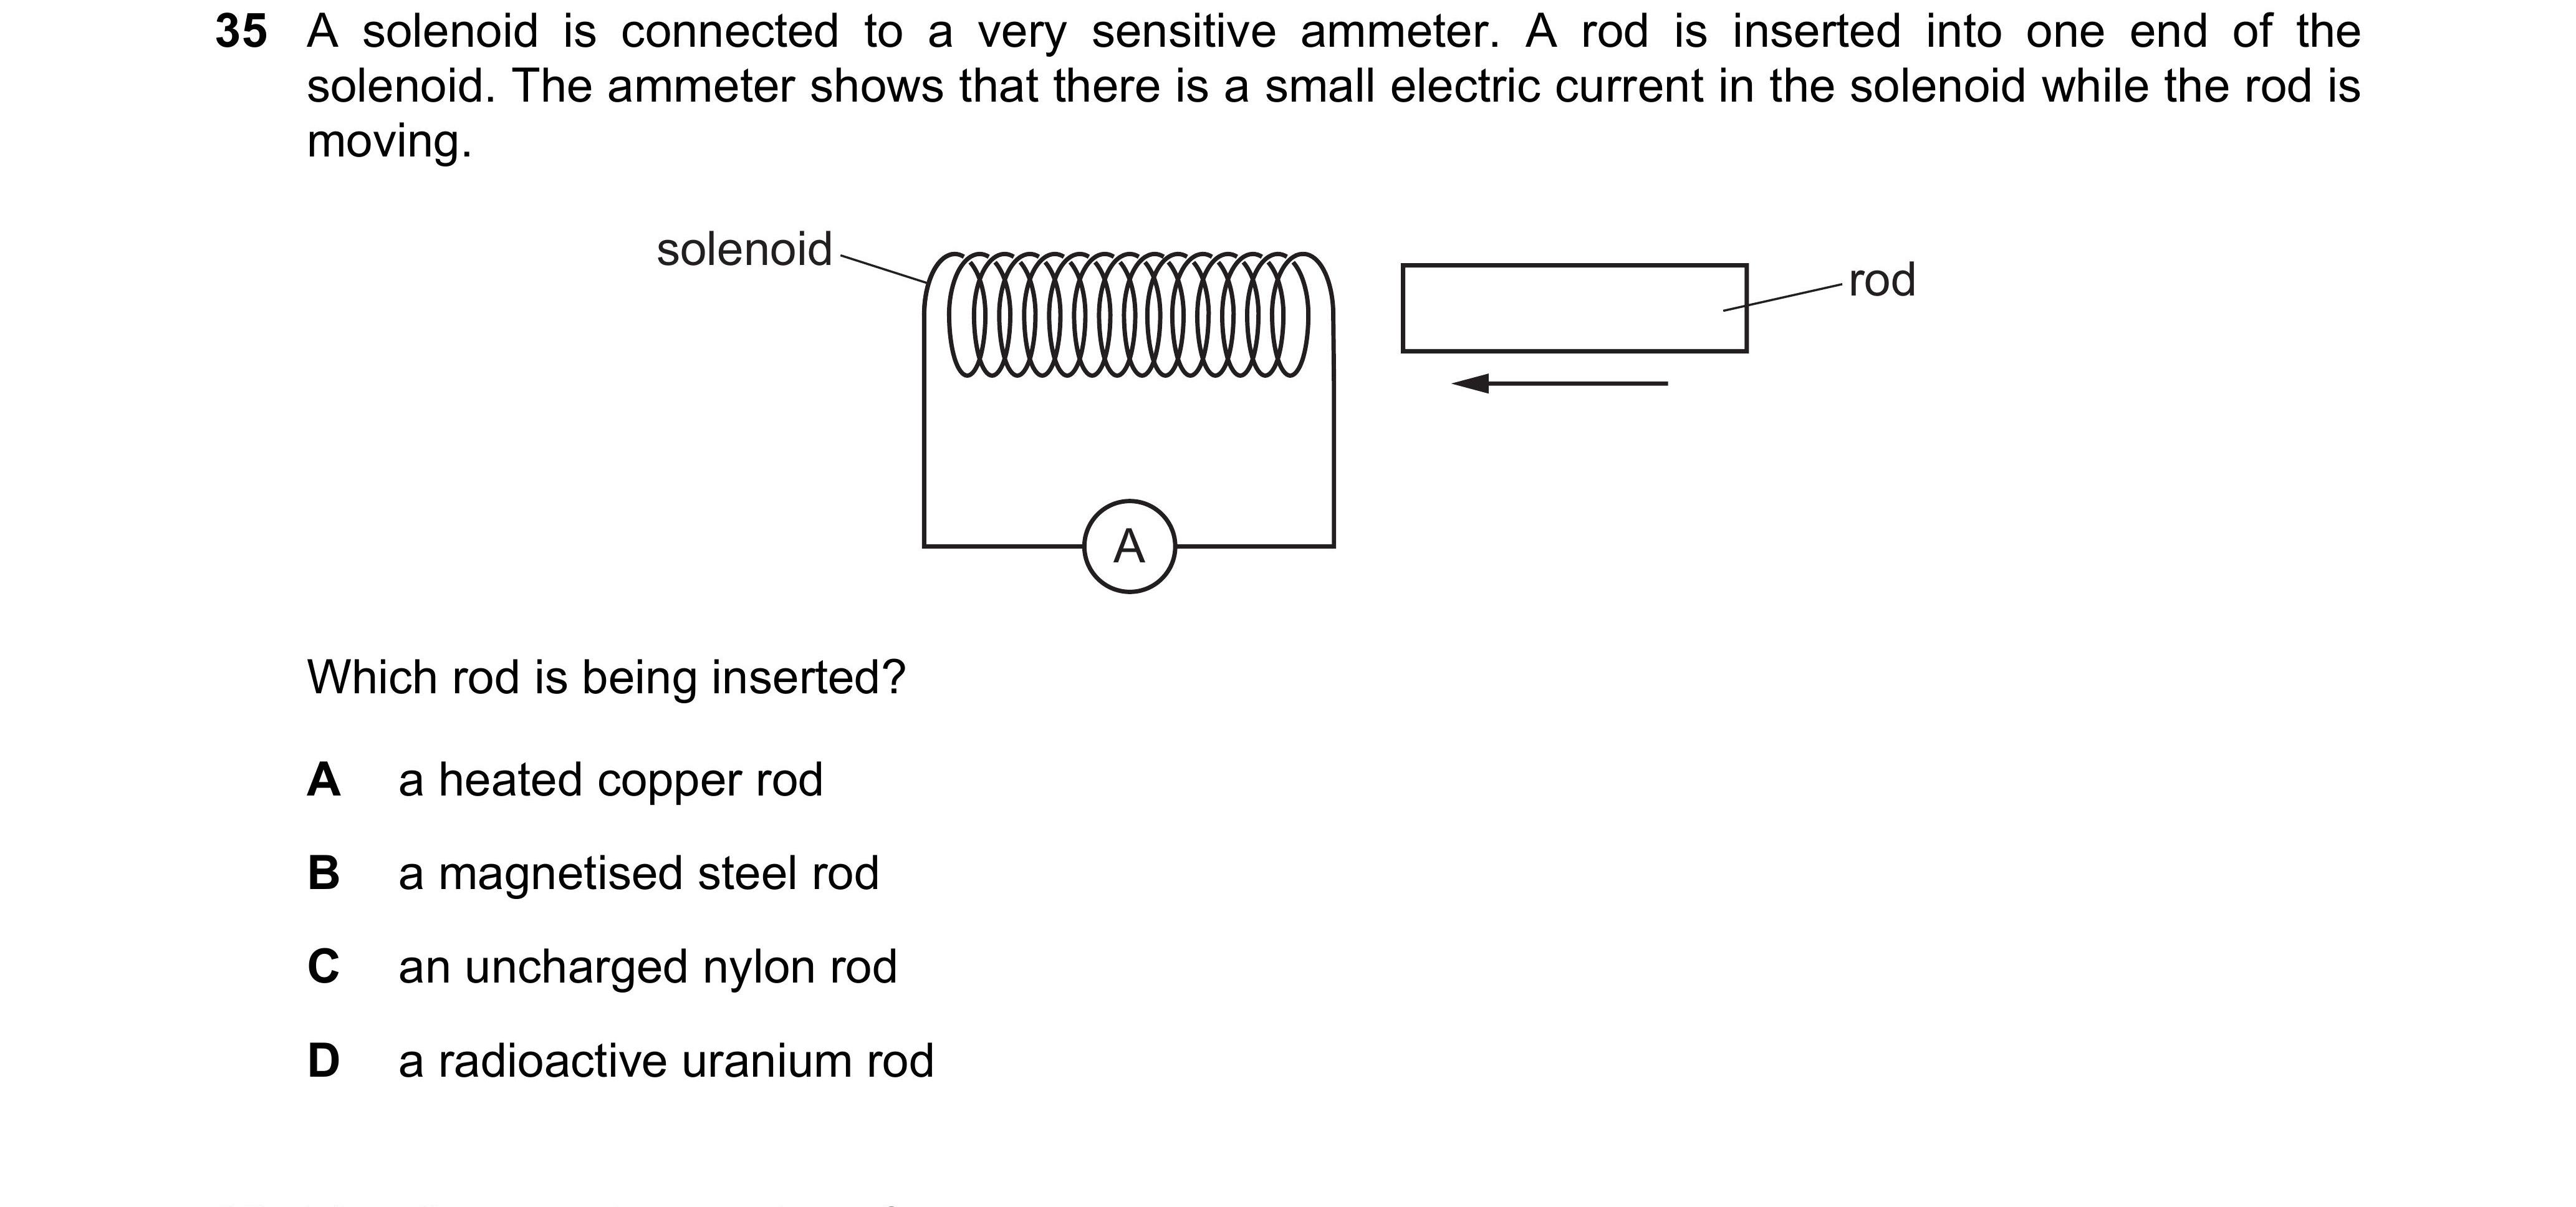 35 A solenoid is connected to a very sensitive ammeter. A rod is inserted into one end of the
solenoid. The ammeter shows that there is a small electric current in the solenoid while the rod is
moving.
solenoid
rod
A
Which rod is being inserted?
A a heated copper rod
B a magnetised steel rod
C an uncharged nylon rod
D a radioactive uranium rod